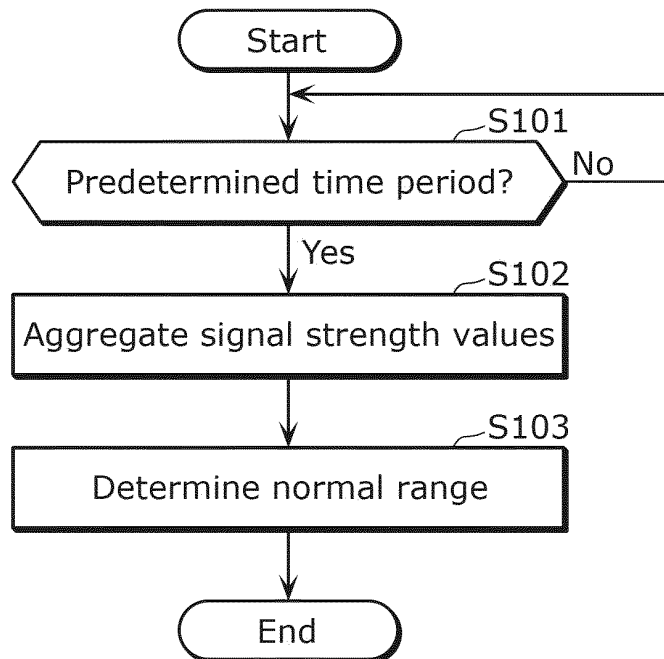 Start
S101
Predetermined time period?
No
Yes
S102
Aggregate signal strength values
S103
Determine normal range
End